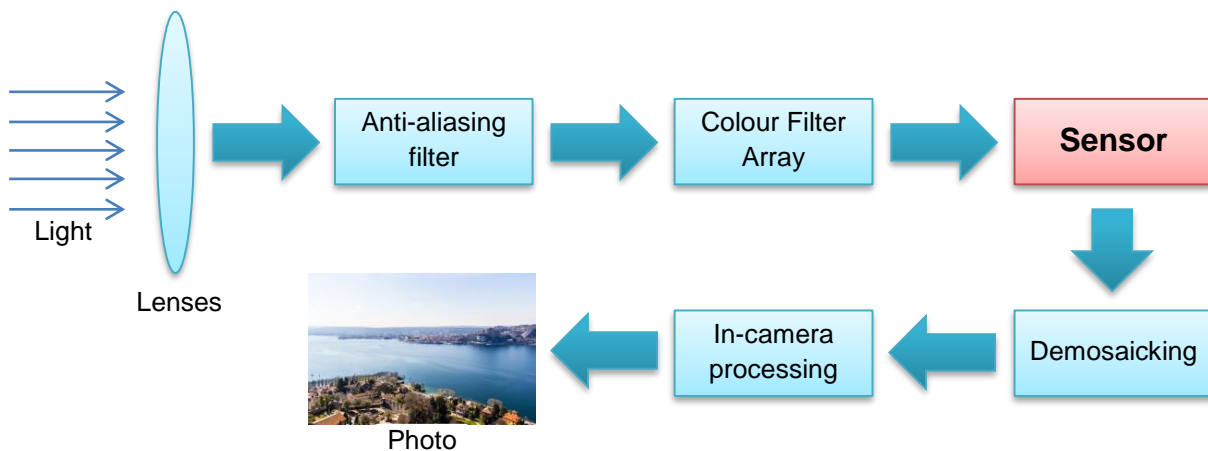 Light
Lenses
Anti-aliasing
filter
Colour Filter
Array
Sensor
Demosaicking
In-camera
processing
Photo